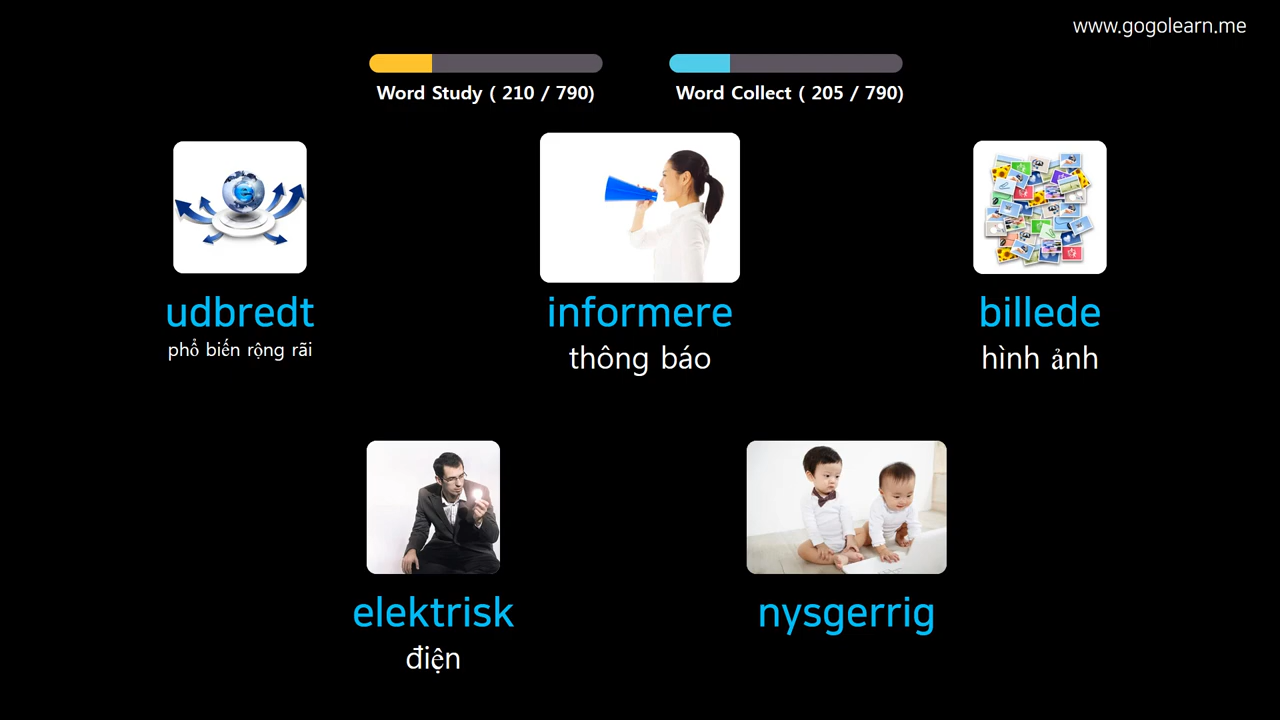 www.gogolearn.me
Word Study ( 210 / 790)
Word Collect ( 205 / 790)
udbredt
phổ biến rộng rãi
informere
thông báo
billede
hình ảnh
elektrisk
điện
nysgerrig